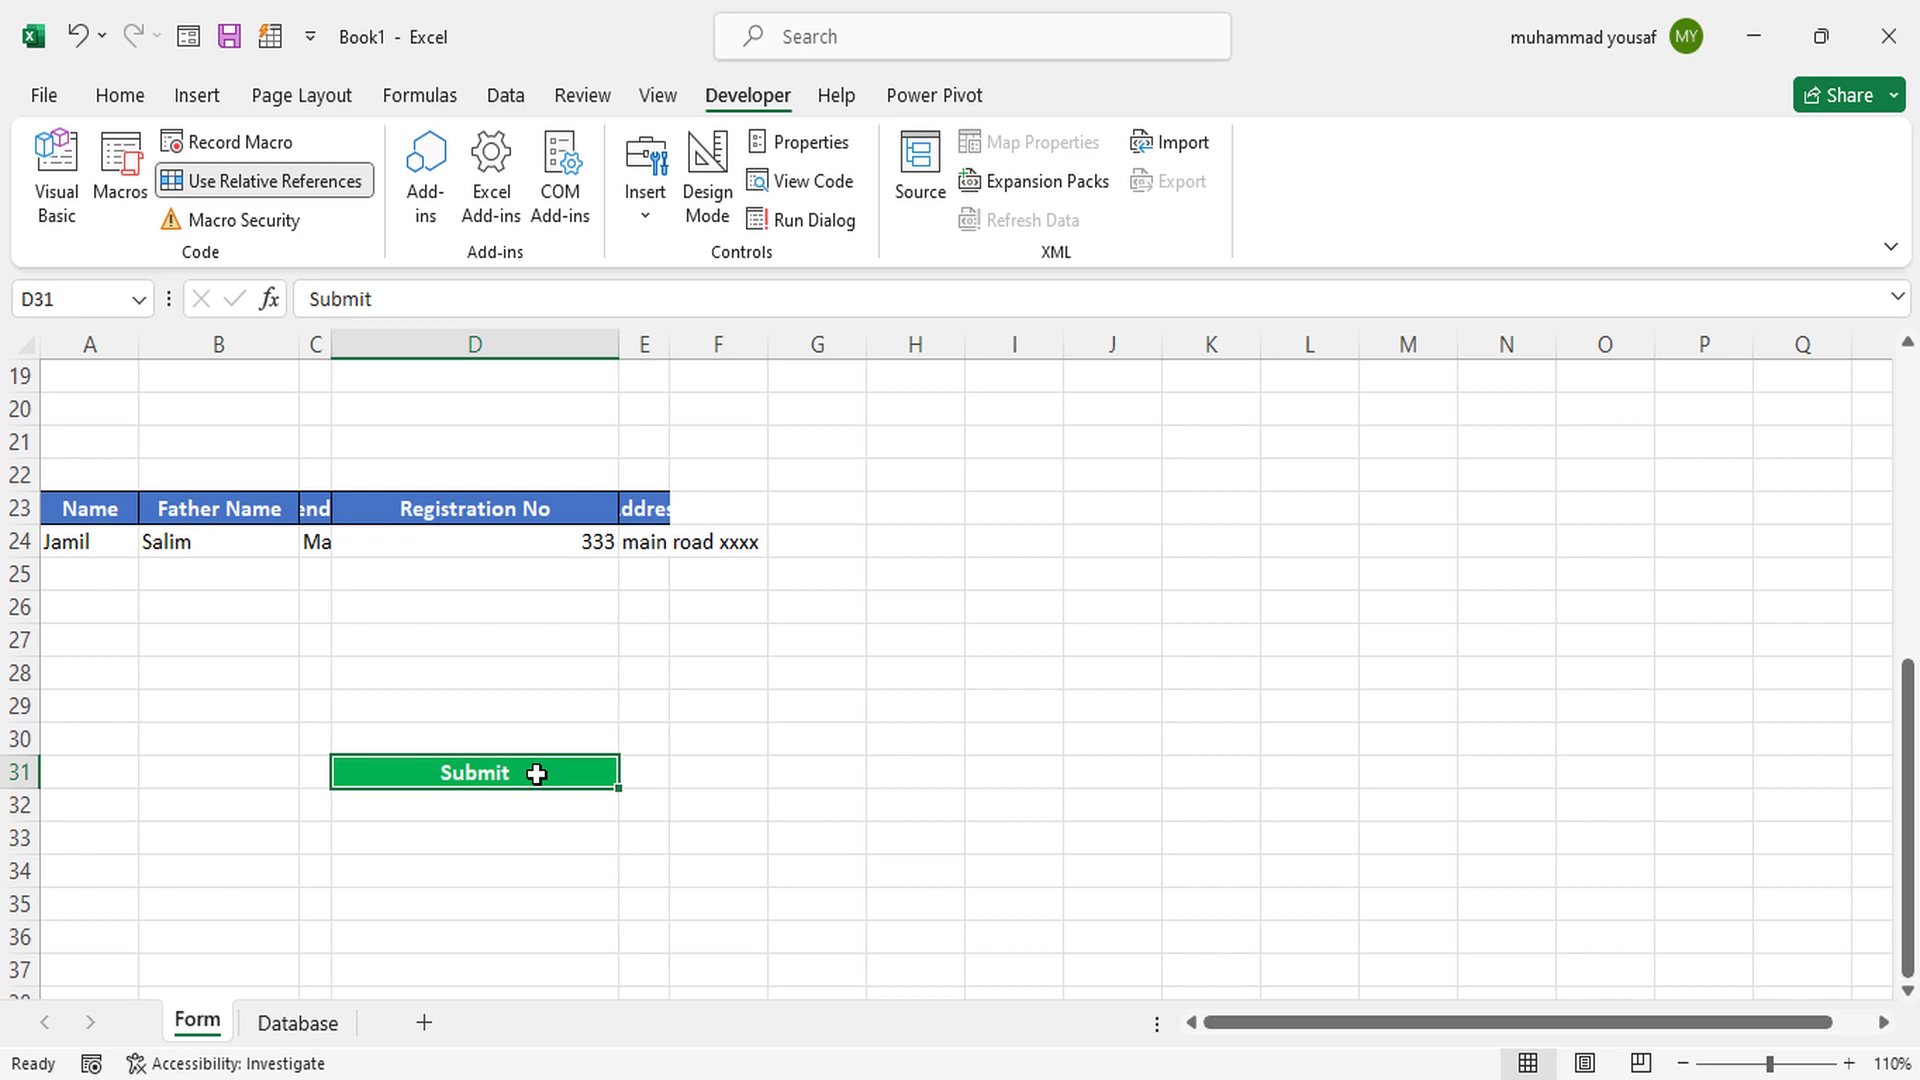 Book1 - Excel
Search
muhammad yousaf MY
File Home Insert Page Layout Formulas Data Review View Developer Help Power Pivot
Share
Visual Basic
Macros
Record Macro
Use Relative References
Macro Security
Code
Add-ins
Excel Add-ins
COM Add-ins
Add-ins
Insert
Design Mode
Properties
View Code
Run Dialog
Controls
Source
Map Properties
Expansion Packs
Refresh Data
Import
Export
XML
D31 fx Submit
A B C D E F G H I J K L M N O P Q
19
20
21
22
23 Name Father Name end Registration No ddres
24 Jamil Salim Ma 333 main road xxxx
25
26
27
28
29
30
31 Submit
32
33
34
35
36
37
Form Database
Ready Accessibility: Investigate 110%